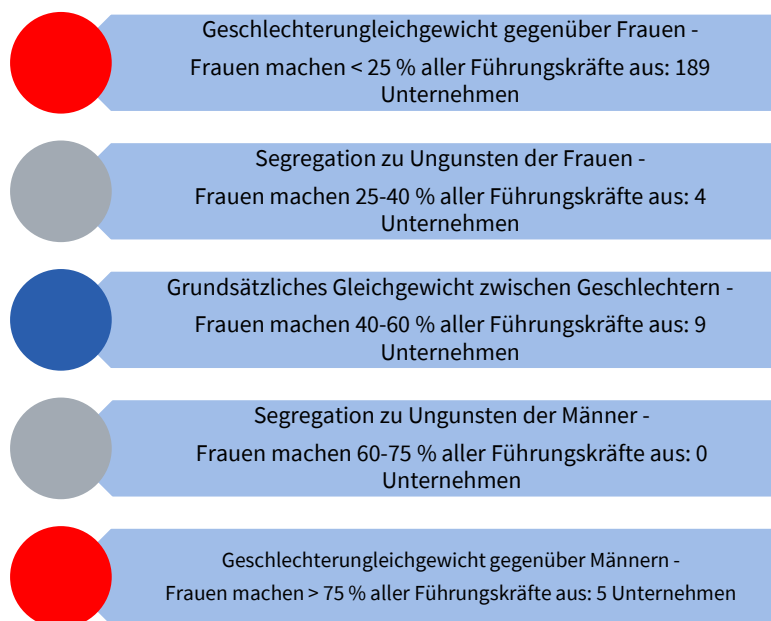 Geschlechterungleichgewicht gegenüber Frauen -
Frauen machen < 25 % aller Führungskräfte aus: 189
Unternehmen
Segregation zu Ungunsten der Frauen -
Frauen machen 25-40 % aller Führungskräfte aus: 4
Unternehmen
Grundsätzliches Gleichgewicht zwischen Geschlechtern -
Frauen machen 40-60 % aller Führungskräfte aus: 9
Unternehmen
Segregation zu Ungunsten der Männer -
Frauen machen 60-75 % aller Führungskräfte aus: 0
Unternehmen
Geschlechterungleichgewicht gegenüber Männern -
Frauen machen > 75 % aller Führungskräfte aus: 5 Unternehmen